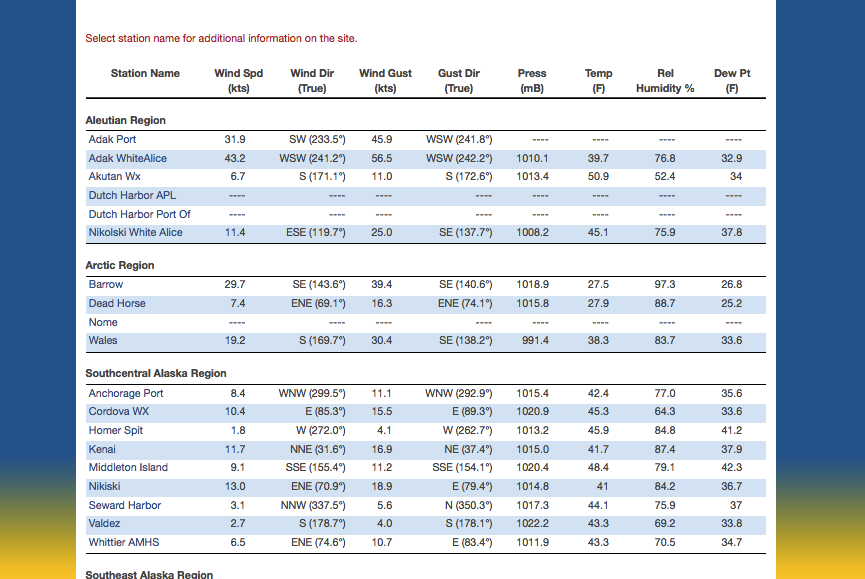 Select station name for additional information on the site.
Station Name Wind Spd (kts) Wind Dir (True) Wind Gust (kts) Gust Dir (True) Press (mB) Temp (F) Rel Humidity % Dew Pt (F)
Aleutian Region
Adak Port 31.9 SW (233.5°) 45.9 WSW (241.8°) ---- ---- ---- ----
Adak WhiteAlice 43.2 WSW (241.2°) 56.5 WSW (242.2°) 1010.1 39.7 76.8 32.9
Akutan Wx 6.7 S (171.1°) 11.0 S (172.6°) 1013.4 50.9 52.4 34
Dutch Harbor APL ---- ---- ---- ---- ---- ---- ---- ----
Dutch Harbor Port Of ---- ---- ---- ---- ---- ---- ---- ----
Nikolski White Alice 11.4 ESE (119.7°) 25.0 SE (137.7°) 1008.2 45.1 75.9 37.8
Arctic Region
Barrow 29.7 SE (143.6°) 39.4 SE (140.6°) 1018.9 27.5 97.3 26.8
Dead Horse 7.4 ENE (69.1°) 16.3 ENE (74.1°) 1015.8 27.9 88.7 25.2
Nome ---- ---- ---- ---- ---- ---- ---- ----
Wales 19.2 S (169.7°) 30.4 SE (138.2°) 991.4 38.3 83.7 33.6
Southcentral Alaska Region
Anchorage Port 8.4 WNW (299.5°) 11.1 WNW (292.9°) 1015.4 42.4 77.0 35.6
Cordova WX 10.4 E (85.3°) 15.5 E (89.3°) 1020.9 45.3 64.3 33.6
Homer Spit 1.8 W (272.0°) 4.1 W (262.7°) 1013.2 45.9 84.8 41.2
Kenai 11.7 NNE (31.6°) 16.9 NE (37.4°) 1015.0 41.7 87.4 37.9
Middleton Island 9.1 SSE (155.4°) 11.2 SSE (154.1°) 1020.4 48.4 79.1 42.3
Nikiski 13.0 ENE (70.9°) 18.9 E (79.4°) 1014.8 41 84.2 36.7
Seward Harbor 3.1 NNW (337.5°) 5.6 N (350.3°) 1017.3 44.1 75.9 37
Valdez 2.7 S (178.7°) 4.0 S (178.1°) 1022.2 43.3 69.2 33.8
Whittier AMHS 6.5 ENE (74.6°) 10.7 E (83.4°) 1011.9 43.3 70.5 34.7
Southeast Alaska Region